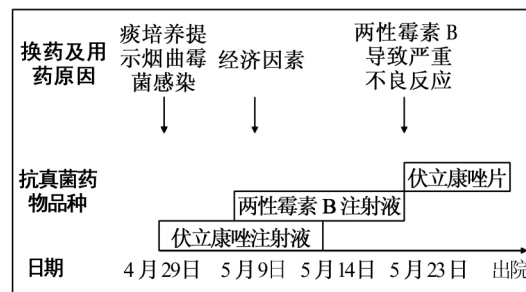 换药及用
药原因
痰培养提
示烟曲霉
菌感染
经济因素
两性霉素 B
导致严重
不良反应
抗真菌药
物品种
伏立康唑片
两性霉素 B 注射液
伏立康唑注射液
日期
4 月 29日
5 月 9日
5 月 14日
5 月 23日
出院